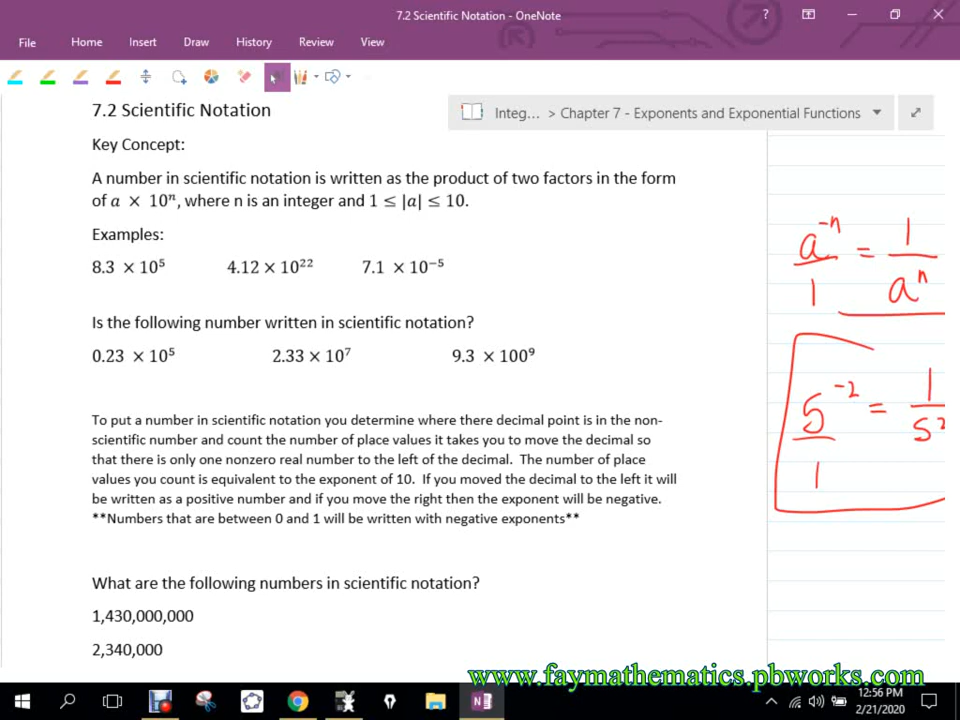 7.2 Scientific Notation - OneNote
?
File Home Insert Draw History Review View
7.2 Scientific Notation
Integ... > Chapter 7 - Exponents and Exponential Functions
Key Concept:
A number in scientific notation is written as the product of two factors in the form
of a × 10ⁿ, where n is an integer and 1 ≤ |a| ≤ 10.
Examples:
8.3 × 10⁵ 4.12 × 10²² 7.1 × 10⁻⁵
a⁻ⁿ/1 = 1/aⁿ
Is the following number written in scientific notation?
0.23 × 10⁵ 2.33 × 10⁷ 9.3 × 100⁹
5⁻²/1 = 1/5²
To put a number in scientific notation you determine where there decimal point is in the non-
scientific number and count the number of place values it takes you to move the decimal so
that there is only one nonzero real number to the left of the decimal. The number of place
values you count is equivalent to the exponent of 10. If you moved the decimal to the left it will
be written as a positive number and if you move the right then the exponent will be negative.
**Numbers that are between 0 and 1 will be written with negative exponents**
What are the following numbers in scientific notation?
1,430,000,000
2,340,000
www.faymathematics.pbworks.com
12:56 PM
2/21/2020